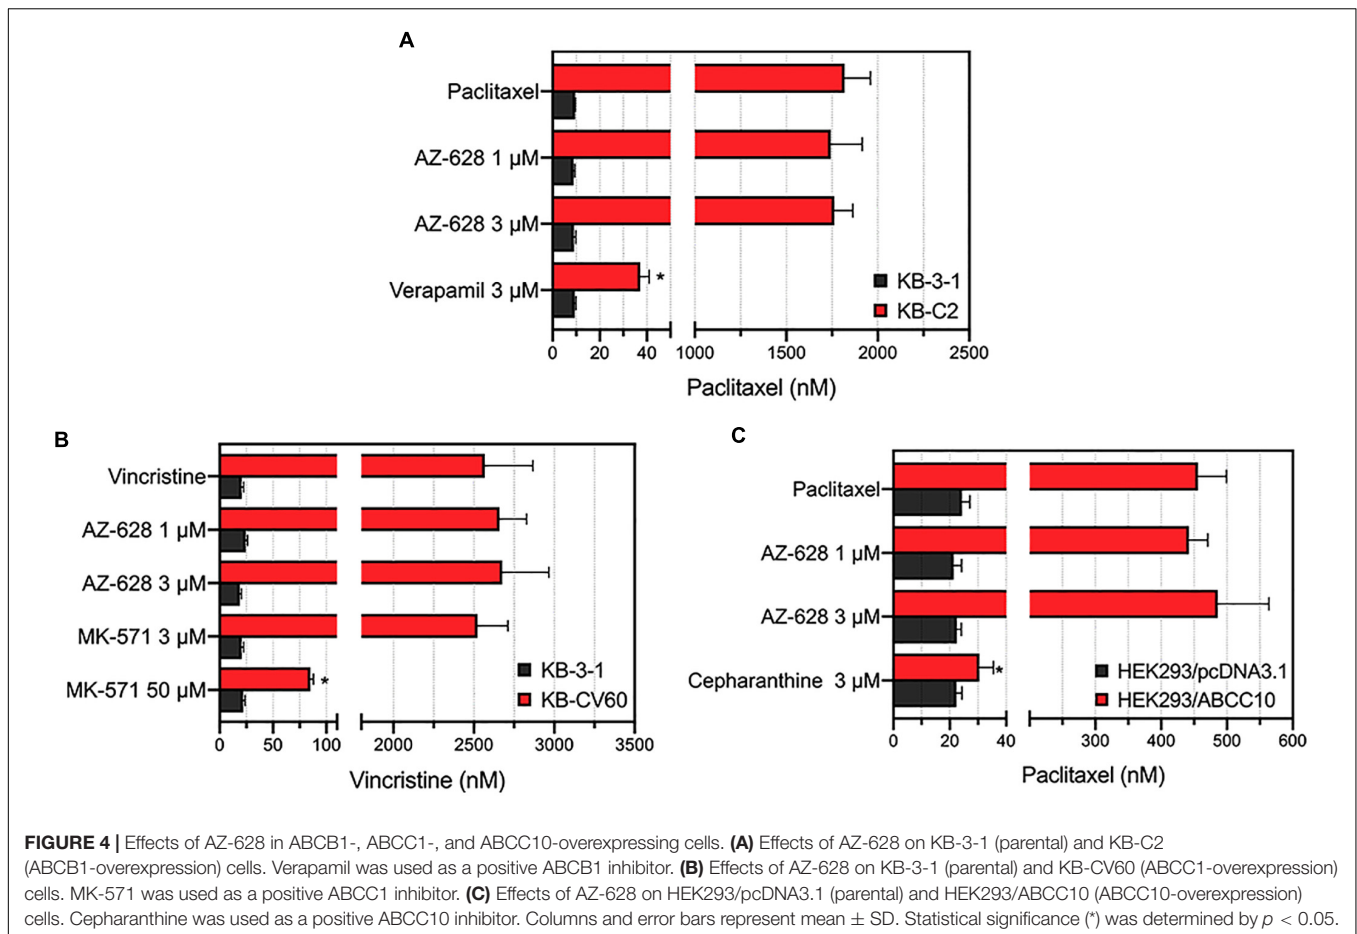 A
Paclitaxel
AZ-628 1 µM
AZ-628 3 µM
Verapamil 3 µM
*
KB-3-1
KB-C2
0 20 40 1000 1500 2000 2500
Paclitaxel (nM)
B
Vincristine
AZ-628 1 µM
AZ-628 3 µM
MK-571 3 µM
MK-571 50 µM
*
KB-3-1
KB-CV60
0 50 100 2000 2500 3000 3500
Vincristine (nM)
C
Paclitaxel
AZ-628 1 µM
AZ-628 3 µM
Cepharanthine 3 µM
*
HEK293/pcDNA3.1
HEK293/ABCC10
0 20 40 300 400 500 600
Paclitaxel (nM)
FIGURE 4 | Effects of AZ-628 in ABCB1-, ABCC1-, and ABCC10-overexpressing cells. (A) Effects of AZ-628 on KB-3-1 (parental) and KB-C2
(ABCB1-overexpression) cells. Verapamil was used as a positive ABCB1 inhibitor. (B) Effects of AZ-628 on KB-3-1 (parental) and KB-CV60 (ABCC1-overexpression)
cells. MK-571 was used as a positive ABCC1 inhibitor. (C) Effects of AZ-628 on HEK293/pcDNA3.1 (parental) and HEK293/ABCC10 (ABCC10-overexpression)
cells. Cepharanthine was used as a positive ABCC10 inhibitor. Columns and error bars represent mean ± SD. Statistical significance (*) was determined by p < 0.05.